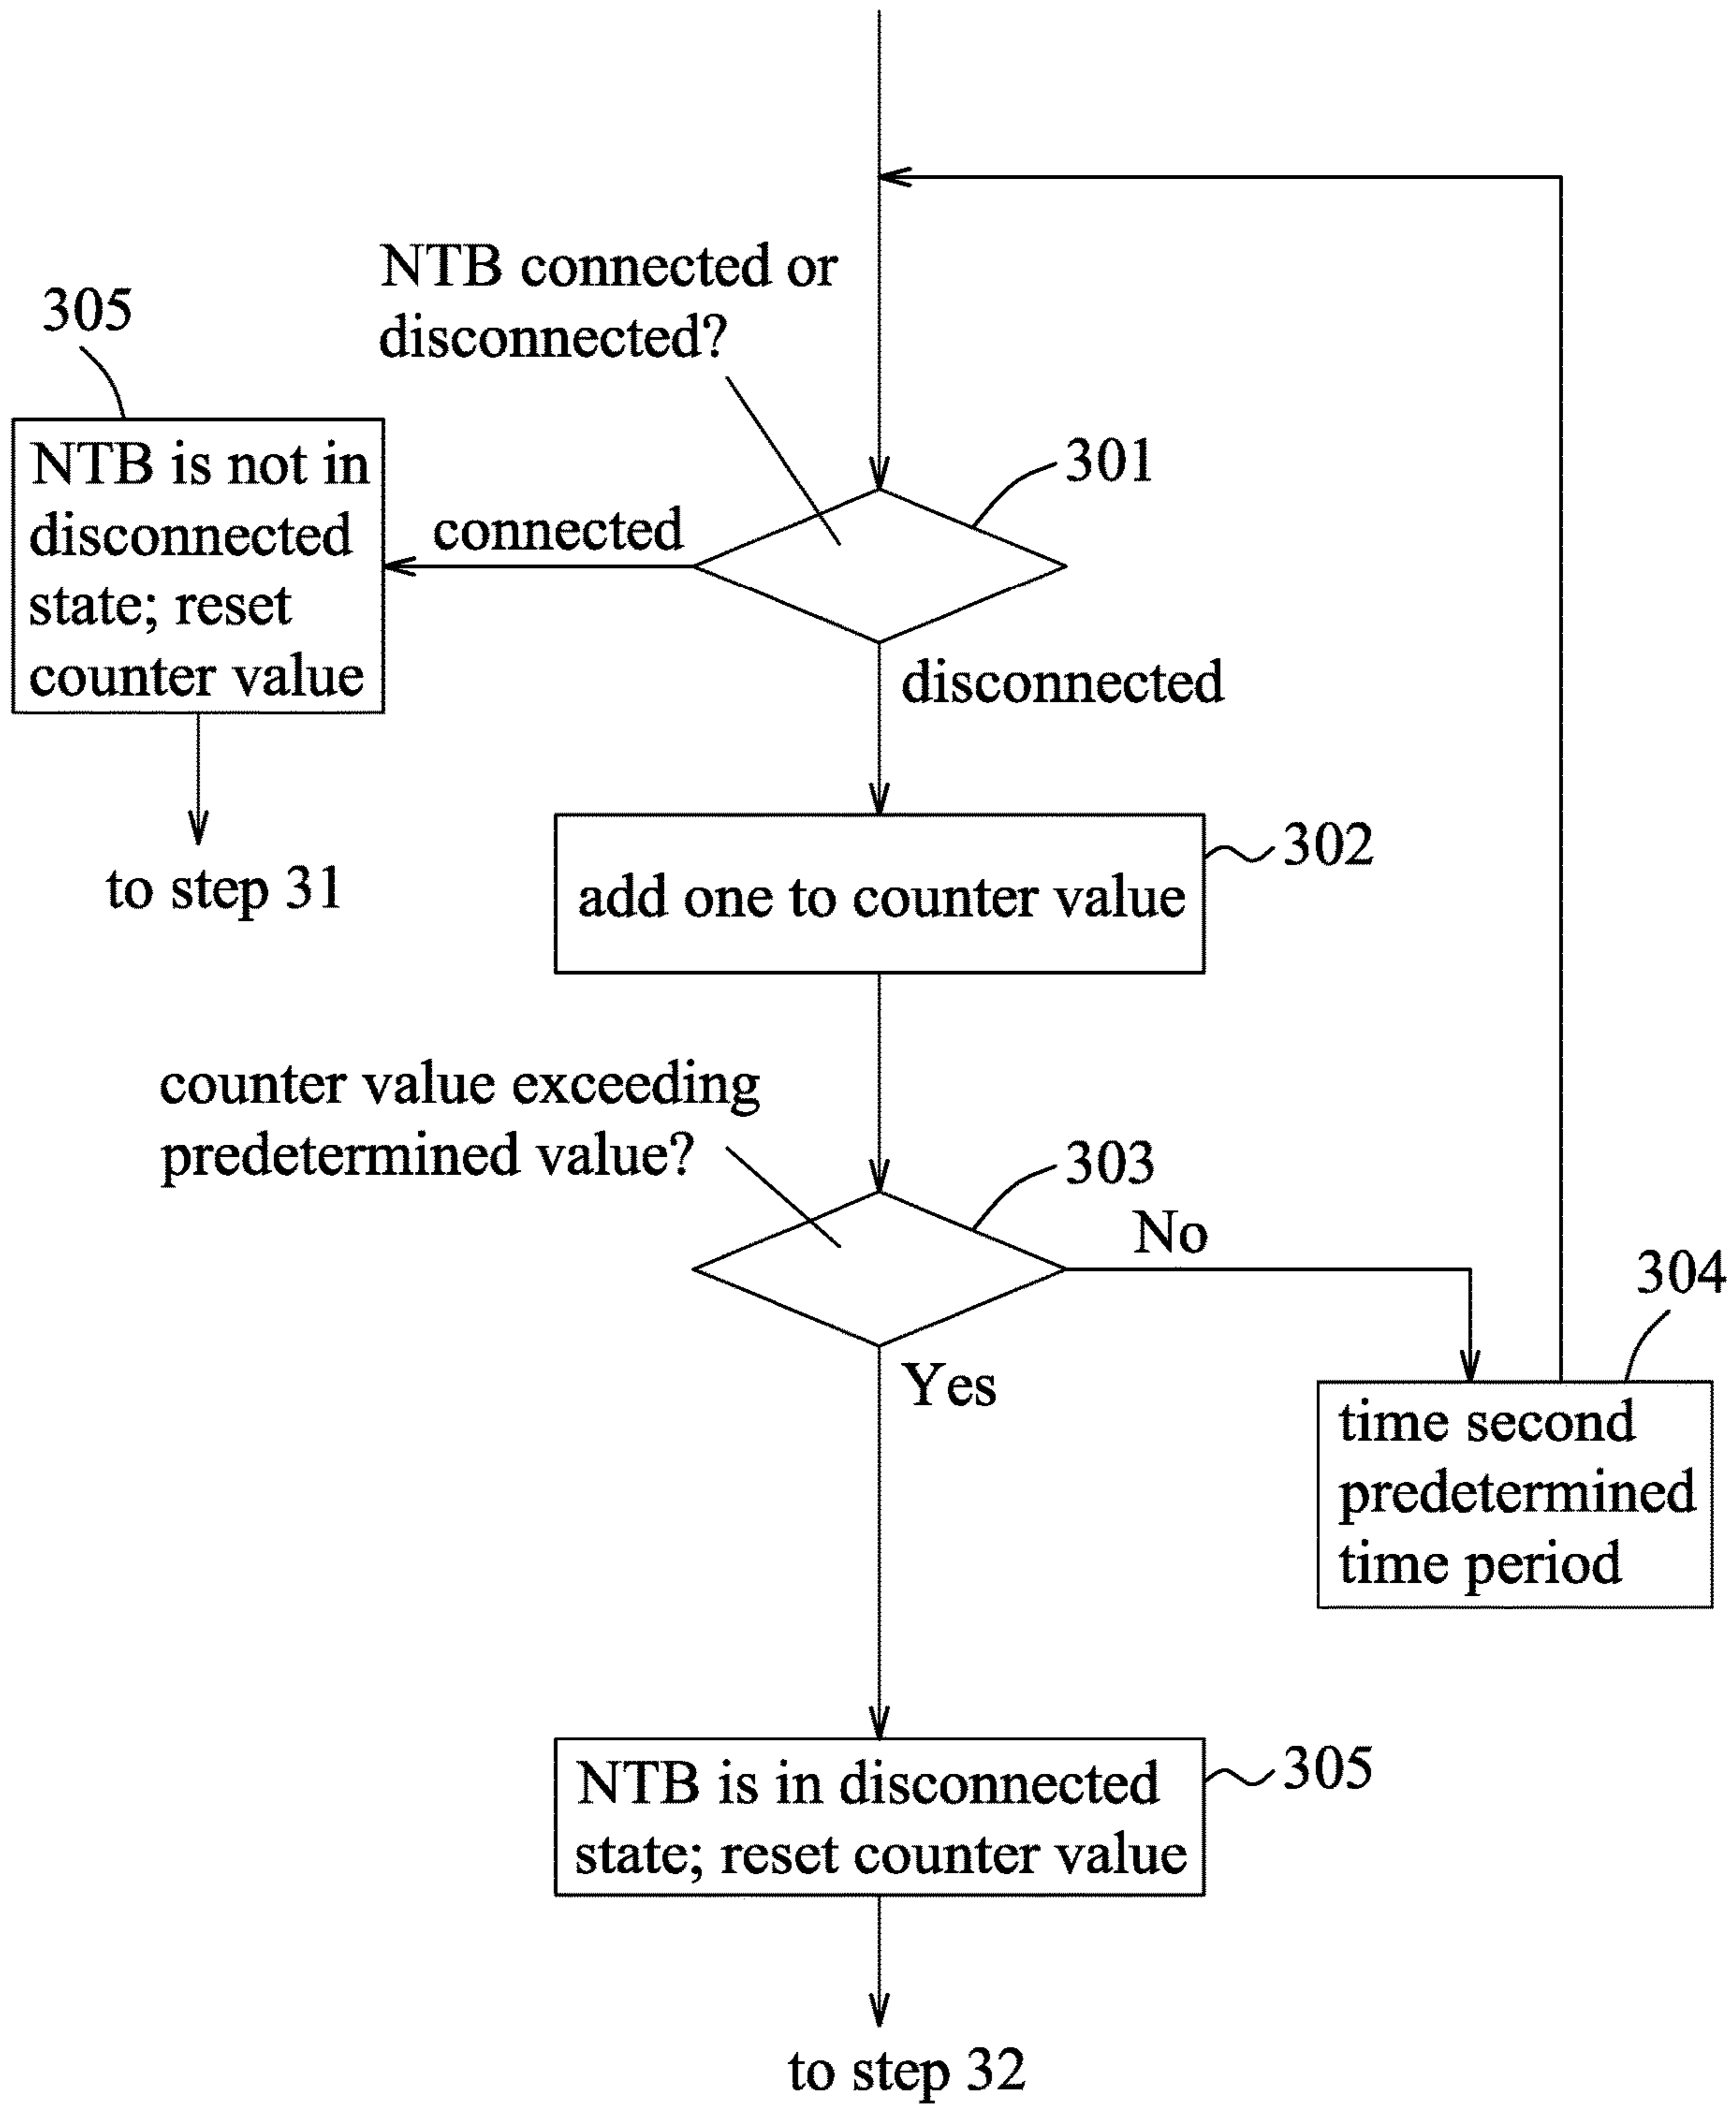 NTB connected or
disconnected?
305
NTB is not in
disconnected
state; reset
counter value
301
connected
disconnected
to step 31
302
add one to counter value
counter value exceeding
predetermined value?
303
No
304
Yes
time second
predetermined
time period
NTB is in disconnected
state; reset counter value
305
to step 32